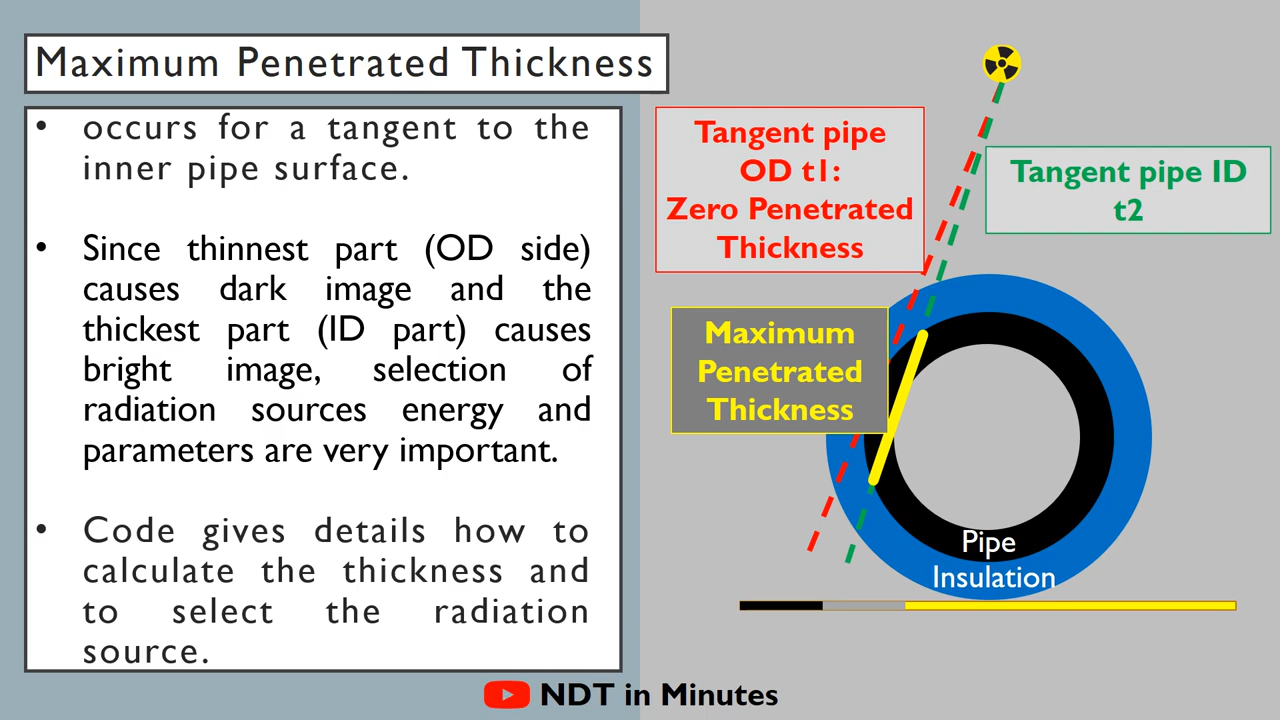 Maximum Penetrated Thickness
• occurs for a tangent to the
inner pipe surface.
• Since thinnest part (OD side)
causes dark image and the
thickest part (ID part) causes
bright image, selection of
radiation sources energy and
parameters are very important.
• Code gives details how to
calculate the thickness and
to select the radiation
source.
Tangent pipe
OD t1:
Zero Penetrated
Thickness
Tangent pipe ID
t2
Maximum
Penetrated
Thickness
Pipe
Insulation
NDT in Minutes